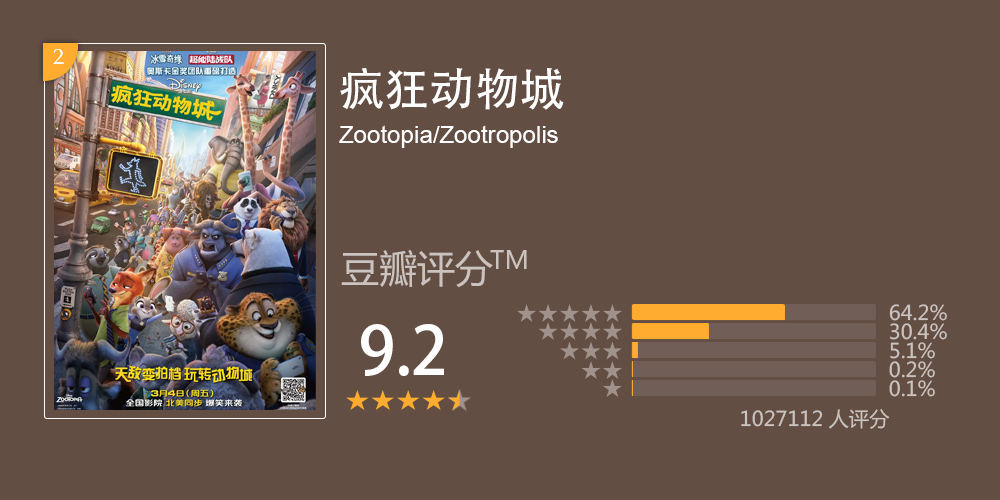 2
冰雪奇缘 超能陆战队
奥斯卡金奖团队重磅打造
Disney
疯狂动物城
天敌变拍档 玩转动物城
3月4日（周五）
全国影院 北美同步 爆笑来袭
ZOOTOPIA
疯狂动物城
Zootopia/Zootropolis
豆瓣评分TM
9.2
64.2%
30.4%
5.1%
0.2%
0.1%
1027112 人评分